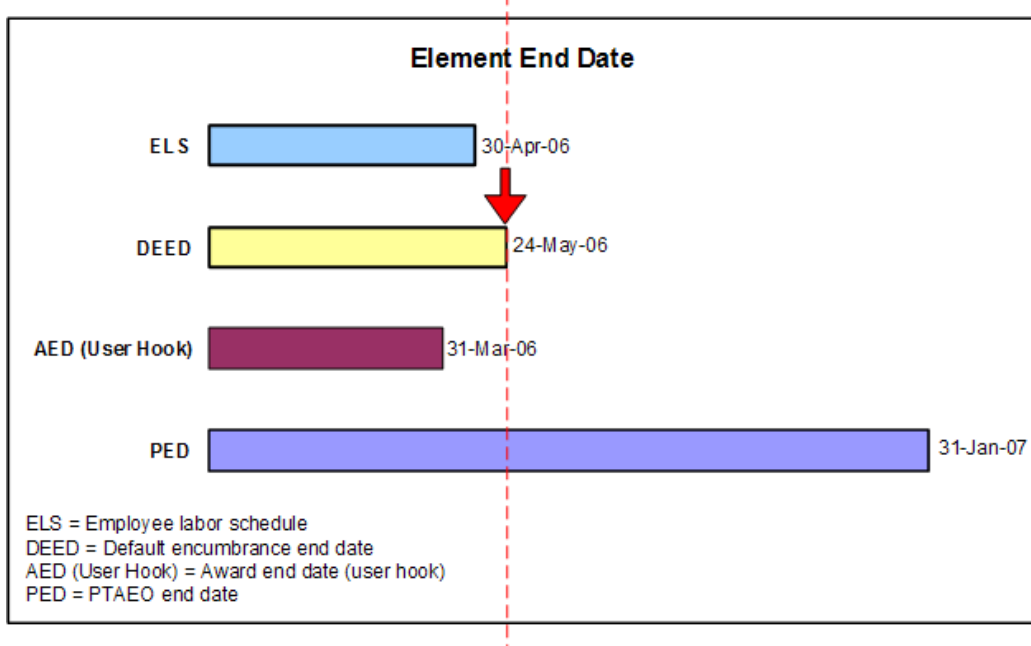 Element End Date
ELS
30-Apr-06
DEED
24-May-06
AED (User Hook)
31-Mar-06
PED
31-Jan-07
ELS = Employee labor schedule
DEED = Default encumbrance end date
AED (User Hook) = Award end date (user hook)
PED = PTAEO end date